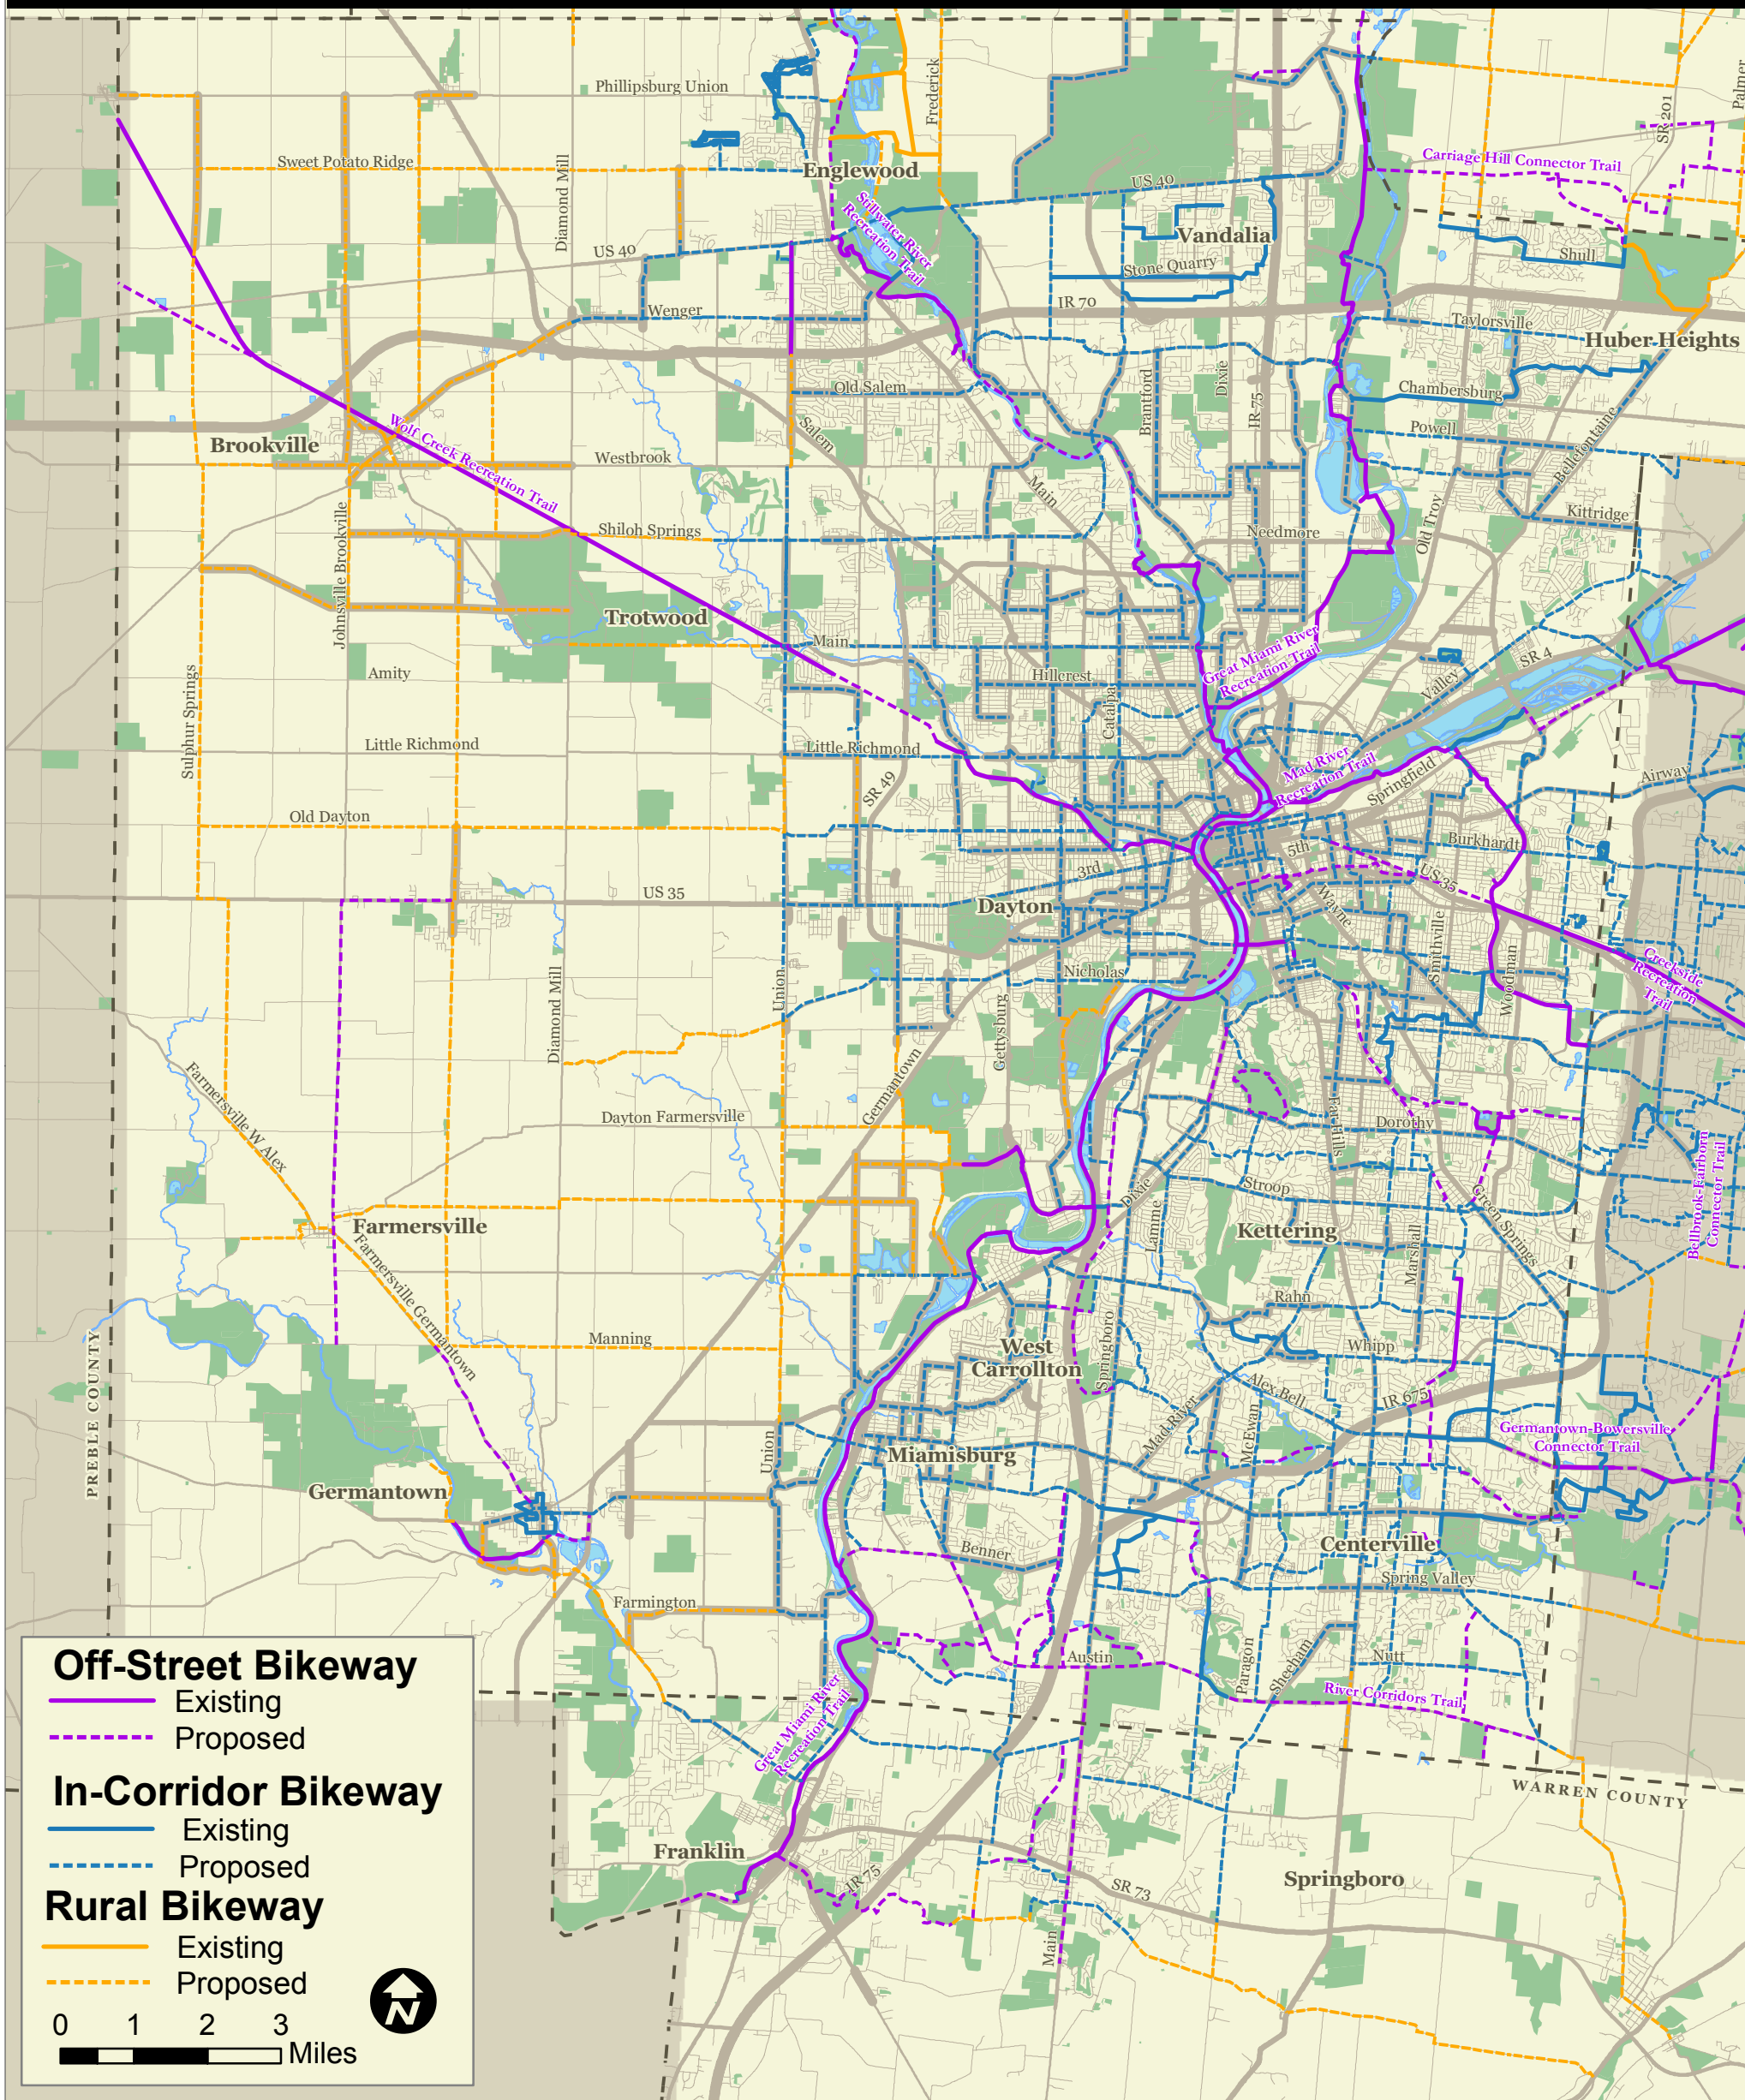 Phillipsburg Union
Frederick
SR 201
Palmer
Sweet Potato Ridge
Diamond Mill
Englewood
US 40
Carriage Hill Connector Trail
Stillwater River
Recreation Trail
Vandalia
Stone Quarry
Shull
US 40
Wenger
IR 70
Taylorsville
Huber Heights
Old Salem
Brantford
Dixie
IR 75
Chambersburg
Powell
Bellefontaine
Brookville
Wolf Creek Recreation Trail
Salem
Westbrook
Main
Kittridge
Johnsville Brookville
Shiloh Springs
Needmore
Old Troy
Trotwood
Main
Great Miami River
Recreation Trail
SR 4
Valley
Sulphur Springs
Amity
Hillcrest
Catalpa
Little Richmond
Little Richmond
Mad River
Recreation Trail
Springfield
Airway
SR 49
Old Dayton
Burkhardt
5th
3rd
US 35
US 35
Dayton
Wayne
Smithville
Woodman
Creekside
Recreation
Trail
Nicholas
Union
Diamond Mill
Gettysburg
Germantown
Farmersville W Alex
Dayton Farmersville
Far Hills
Dorothy
Bellbrook-Fairborn
Connector Trail
Dixie
Stroop
Lamme
Green Springs
Farmersville
Kettering
Marshall
Farmersville Germantown
Rahn
PREBLE COUNTY
Manning
West
Carrollton
Springboro
Whipp
Alex Bell
IR 675
Mad River
McEwan
Germantown-Bowersville
Connector Trail
Union
Miamisburg
Germantown
Benner
Centerville
Spring Valley
Farmington
Austin
Paragon
Sheeham
Nutt
River Corridors Trail
Great Miami River
Recreation Trail
WARREN COUNTY
Franklin
IR 75
SR 73
Springboro
Main
Off-Street Bikeway
Existing
Proposed
In-Corridor Bikeway
Existing
Proposed
Rural Bikeway
Existing
Proposed
N
0 1 2 3
Miles